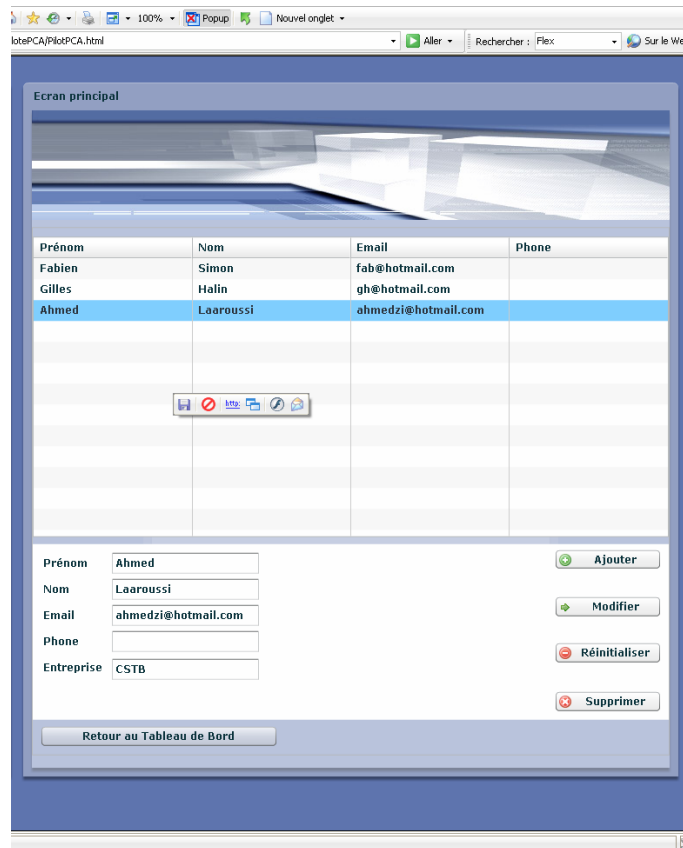 100% Popup Nouvel onglet
lotePCA/PilotPCA.html Aller Rechercher : Flex Sur le We
Ecran principal
Prénom Nom Email Phone
Fabien Simon fab@hotmail.com
Gilles Halin gh@hotmail.com
Ahmed Laaroussi ahmedzi@hotmail.com
http:
Prénom Ahmed Ajouter
Nom Laaroussi
Email ahmedzi@hotmail.com Modifier
Phone
Réinitialiser
Entreprise CSTB
Supprimer
Retour au Tableau de Bord